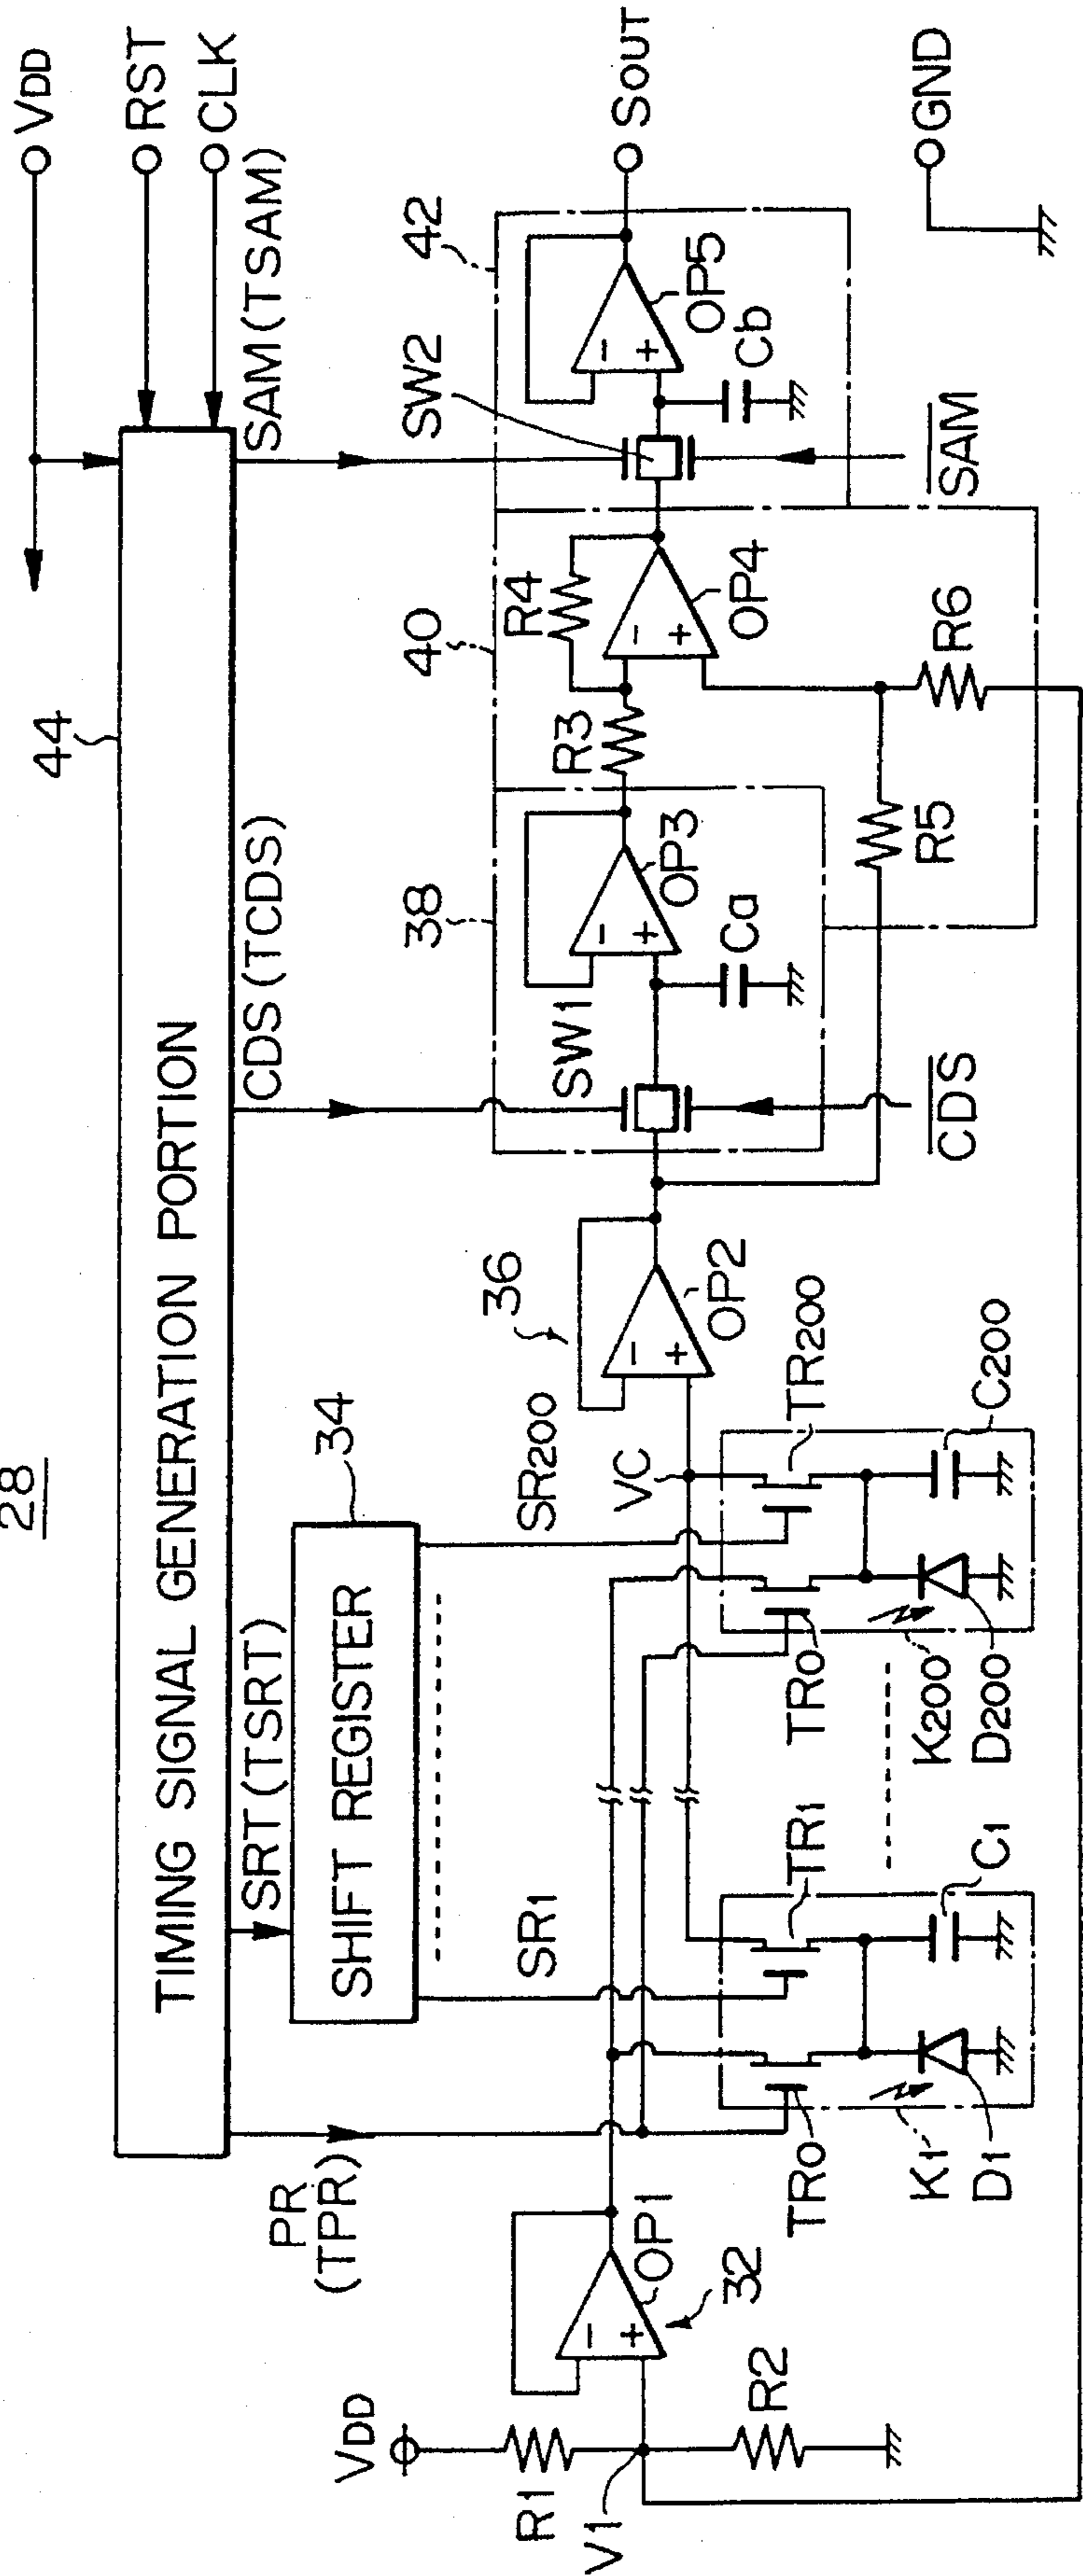 28
44
TIMING SIGNAL GENERATION PORTION
VDD
RST
CLK
PR
(TPR)
SRT (TSRT)
CDS (TCDS)
SAM (TSAM)
34
SHIFT REGISTER
SR1
SR200
VDD
R1
V1
R2
-
+
OP1
32
36
-
+
OP2
VC
38
SW1
-
+
OP3
Ca
CDS
40
R3
R4
-
+
OP4
R5
R6
42
SW2
-
+
OP5
Cb
SAM
SOUT
GND
TR0
TR1
K1
D1
C1
TR0
TR200
K200
D200
C200